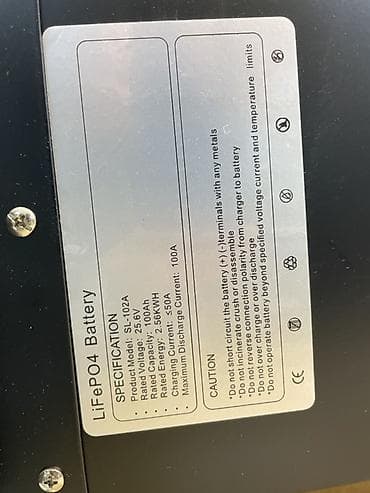 LiFePO4 Battery
SPECIFICATION
· Product Model: SL-102A
· Rated Voltage: 25.6V
· Rated Capacity: 100Ah
· Rated Energy: 2.56KWH
· Charging Current: ≤50A
· Maximum Discharge Current: 100A
CAUTION
*Do not short circuit the battery (+) (-)terminals with any metals
*Do not incinerate crush or disassemble
*Do not reverse connection polarity from charger to battery
*Do not over charge or over discharge
*Do not operate battery beyond specified voltage current and temperature limits
CE